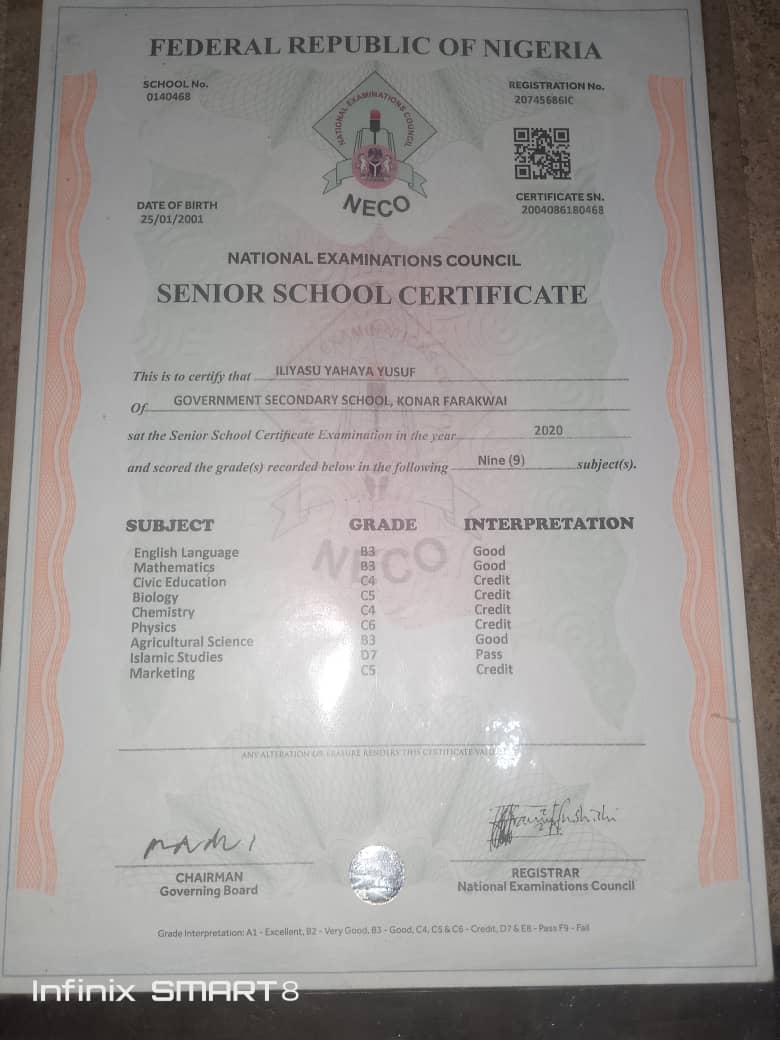 FEDERAL REPUBLIC OF NIGERIA
SCHOOL No.
0140468
REGISTRATION No.
20745686IC
NATIONAL EXAMINATIONS COUNCIL
NECO
DATE OF BIRTH
25/01/2001
CERTIFICATE SN.
2004086180468
NATIONAL EXAMINATIONS COUNCIL
SENIOR SCHOOL CERTIFICATE
This is to certify that ILIYASU YAHAYA YUSUF
Of GOVERNMENT SECONDARY SCHOOL, KONAR FARAKWAI
sat the Senior School Certificate Examination in the year 2020
and scored the grade(s) recorded below in the following Nine (9) subject(s).
SUBJECT GRADE INTERPRETATION
English Language B3 Good
Mathematics B3 Good
Civic Education C4 Credit
Biology C5 Credit
Chemistry C4 Credit
Physics C6 Credit
Agricultural Science B3 Good
Islamic Studies D7 Pass
Marketing C5 Credit
NECO
ANY ALTERATION OR ERASURE RENDERS THIS CERTIFICATE
CHAIRMAN
Governing Board
REGISTRAR
National Examinations Council
Grade Interpretation: A1 - Excellent, B2 - Very Good, B3 - Good, C4, C5 & C6 - Credit, D7 & E8 - Pass F9 - Fail
Infinix SMART 8